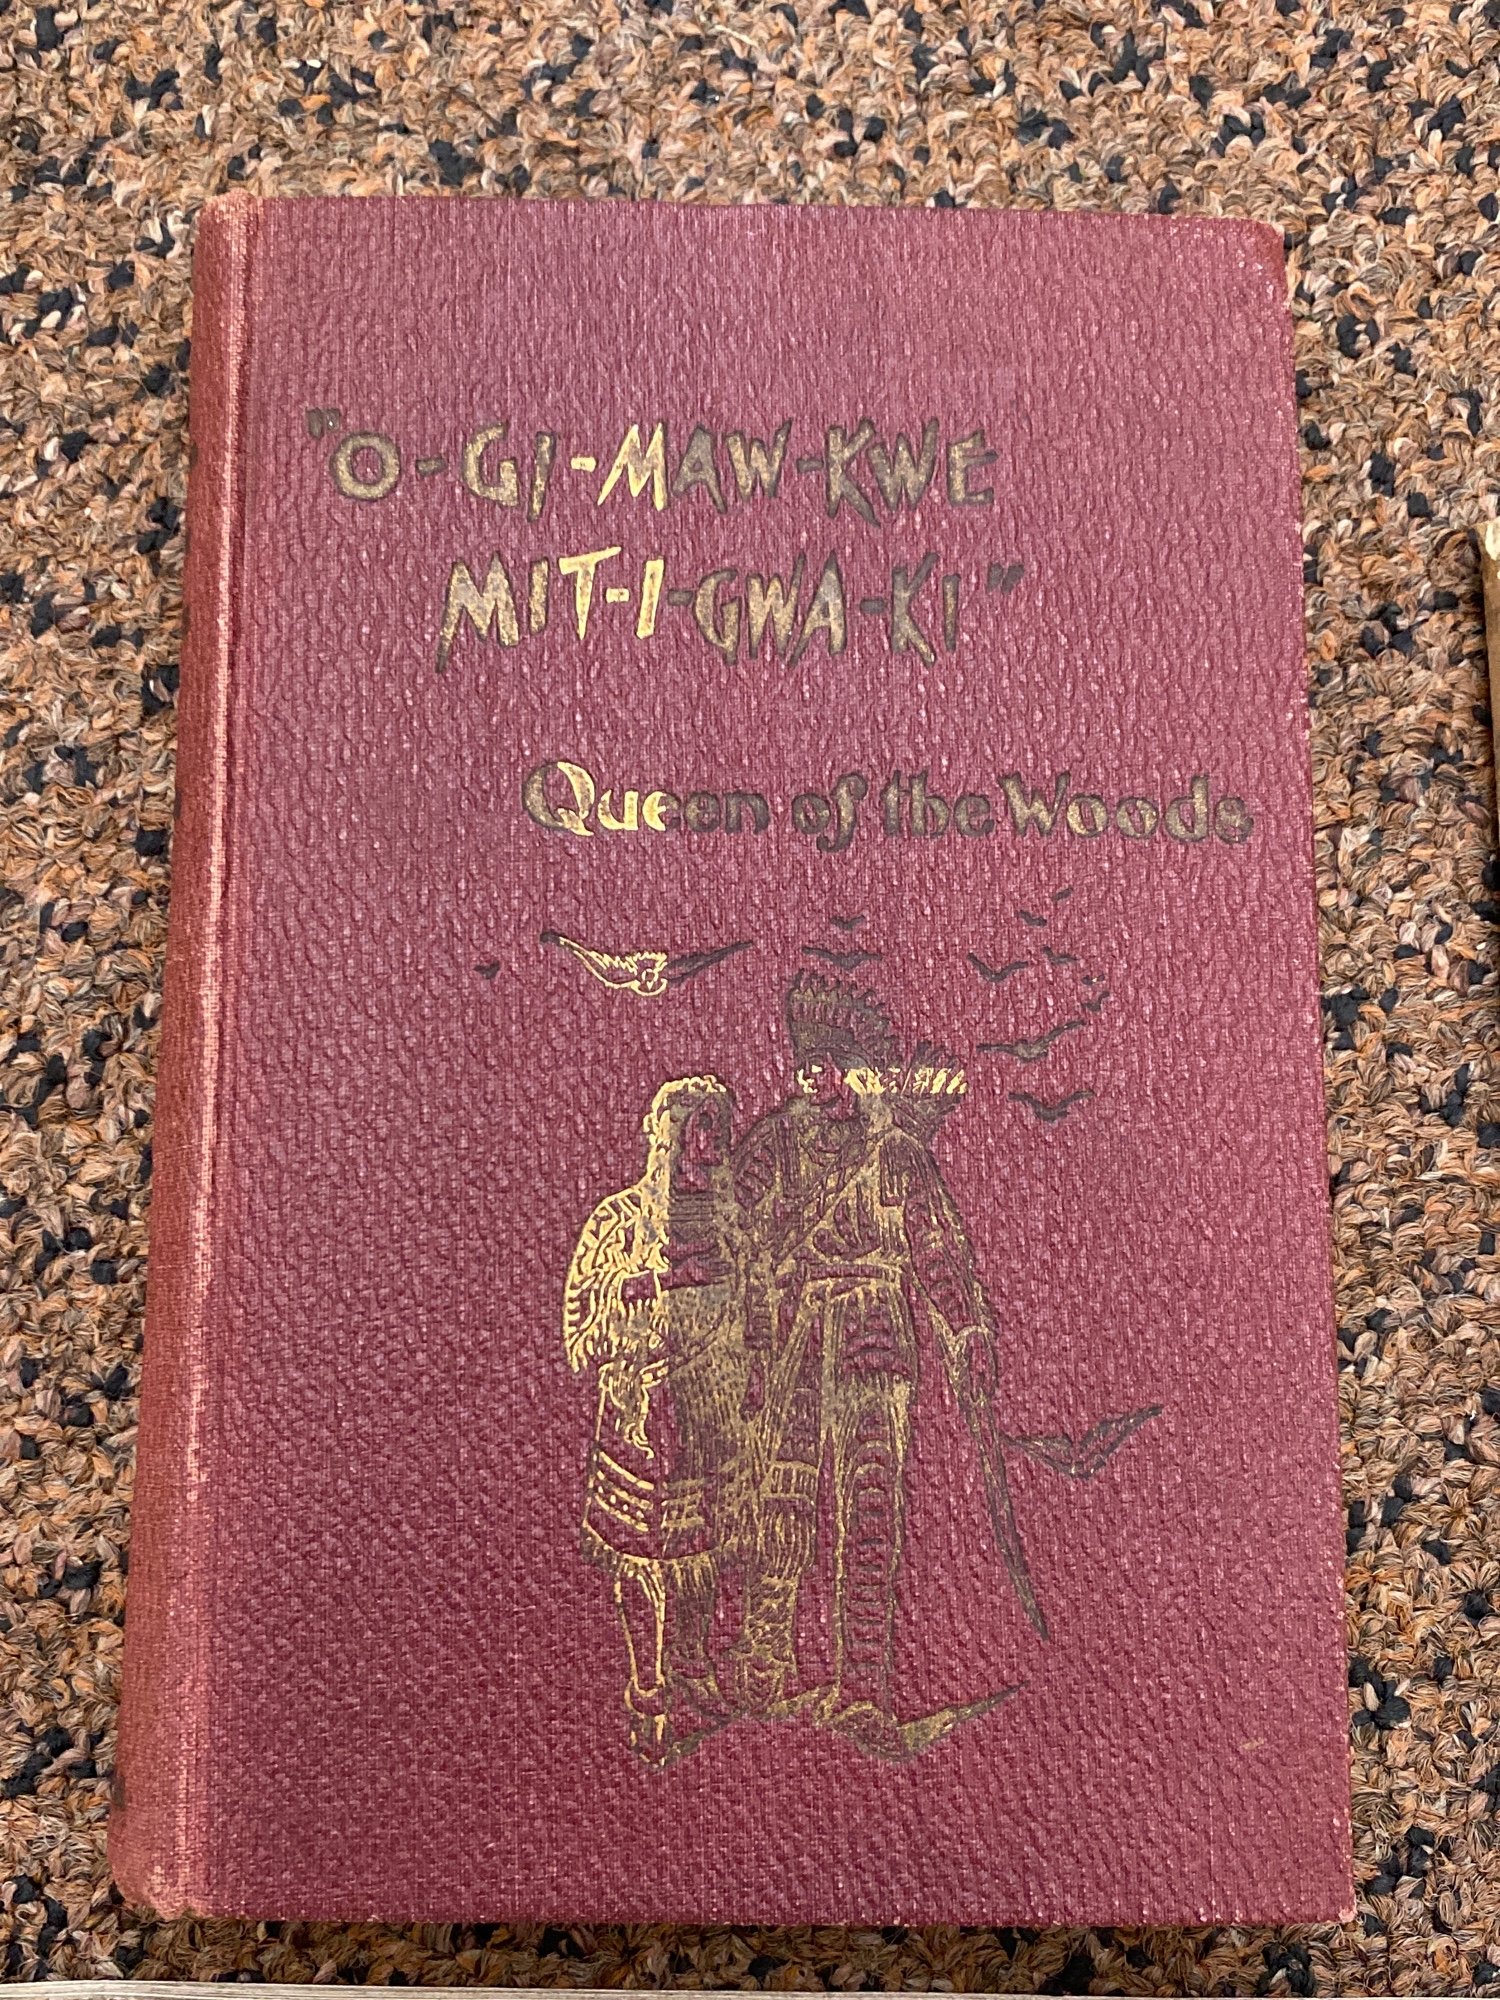 "O-GI-MAW-KWE
MIT-I-GWA-KI"
Queen of the Woods